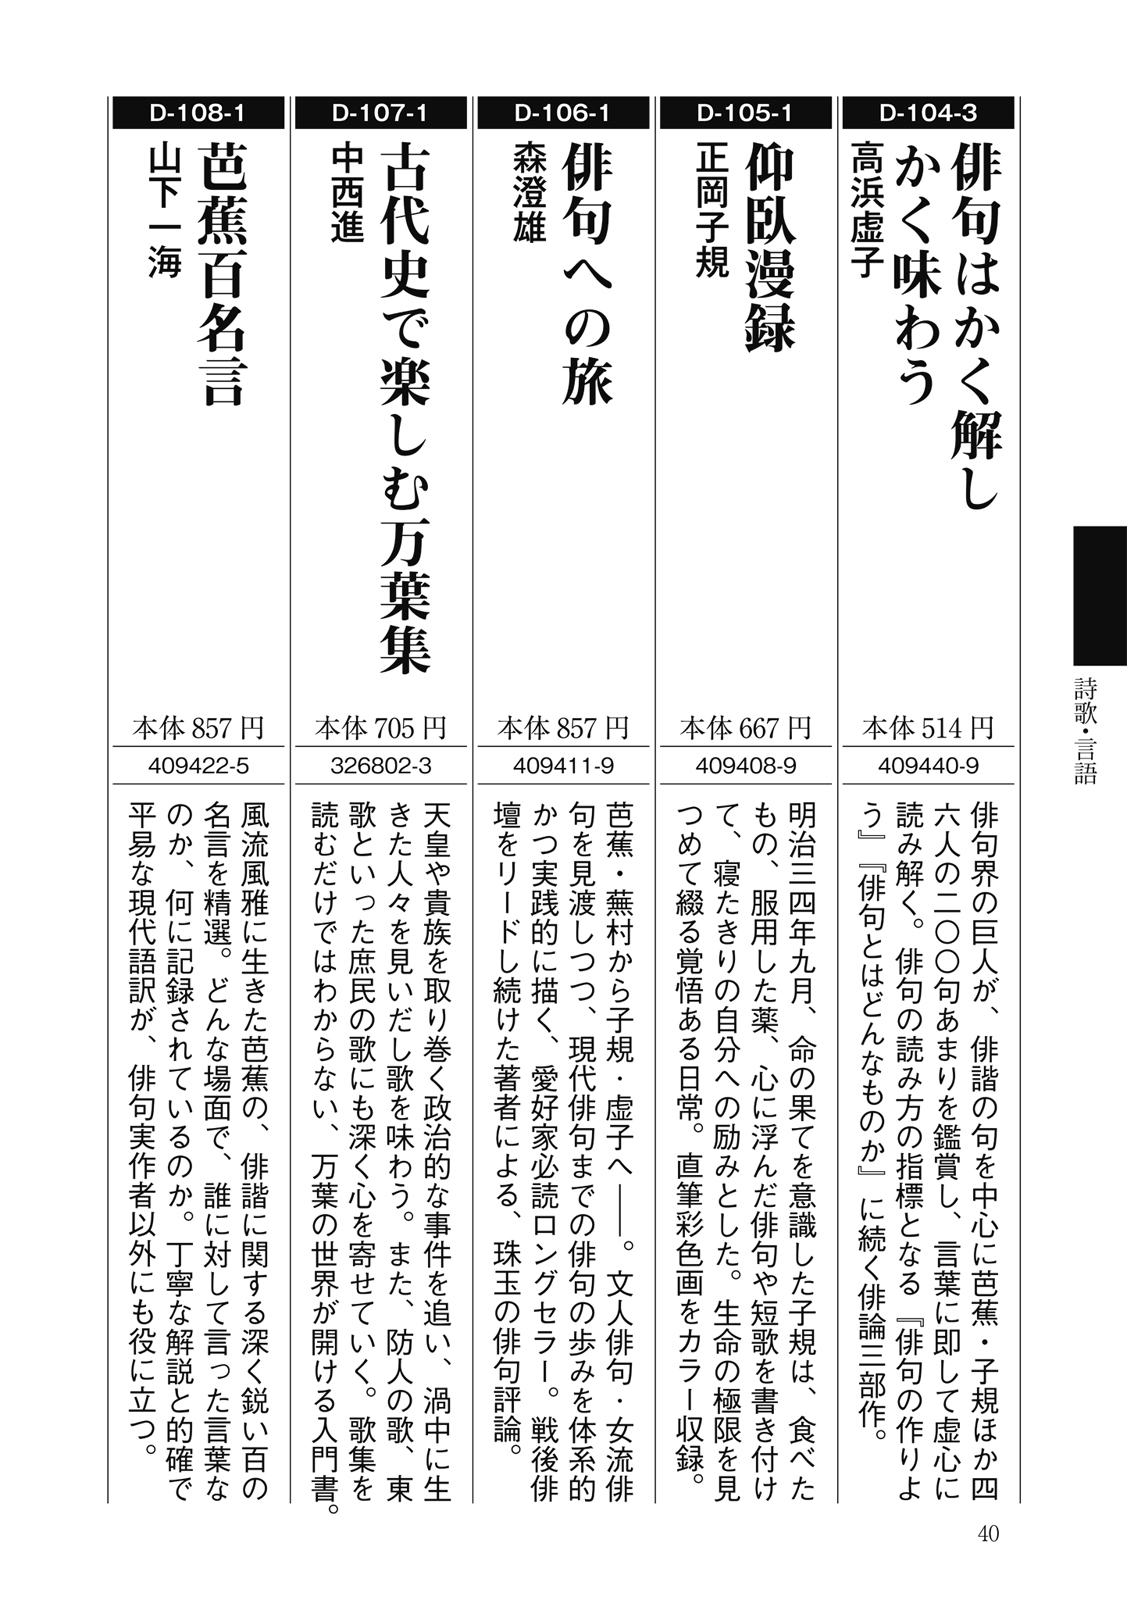 詩歌・言語
D-104-3
俳句はかく解し
かく味わう
高浜虚子
本体514円
409440-9
俳句界の巨人が、俳諧の句を中心に芭蕉・子規ほか四
六人の二〇〇句あまりを鑑賞し、言葉に即して虚心に
読み解く。俳句の読み方の指標となる『俳句の作りよ
う』『俳句とはどんなものか』に続く俳論三部作。
D-105-1
仰臥漫録
正岡子規
本体667円
409408-9
明治三四年九月、命の果てを意識した子規は、食べた
もの、服用した薬、心に浮んだ俳句や短歌を書き付け
て、寝たきりの自分への励みとした。生命の極限を見
つめて綴る覚悟ある日常。直筆彩色画をカラー収録。
D-106-1
俳句への旅
森澄雄
本体857円
409411-9
芭蕉・蕪村から子規・虚子へ――。文人俳句・女流俳
句を見渡しつつ、現代俳句までの俳句の歩みを体系的
かつ実践的に描く、愛好家必読ロングセラー。戦後俳
壇をリードし続けた著者による、珠玉の俳句評論。
D-107-1
古代史で楽しむ万葉集
中西進
本体705円
326802-3
天皇や貴族を取り巻く政治的な事件を追い、渦中に生
きた人々を見いだし歌を味わう。また、防人の歌、東
歌といった庶民の歌にも深く心を寄せていく。歌集を
読むだけではわからない、万葉の世界が開ける入門書。
D-108-1
芭蕉百名言
山下一海
本体857円
409422-5
風流風雅に生きた芭蕉の、俳諧に関する深く鋭い百の
名言を精選。どんな場面で、誰に対して言った言葉な
のか、何に記録されているのか。丁寧な解説と的確で
平易な現代語訳が、俳句実作者以外にも役に立つ。
40